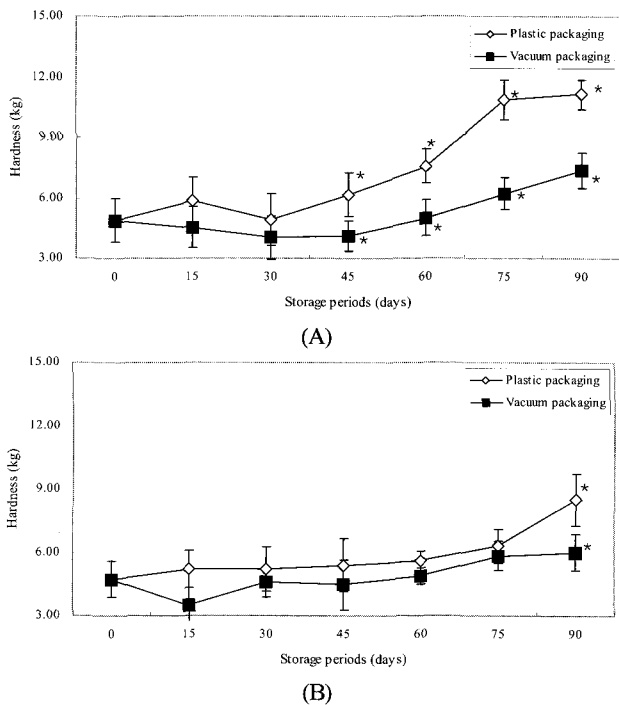 15.00
Plastic packaging
Vacuum packaging
12.00
9.00
6.00
3.00
Hardness (kg)
* * * *
* * * *
0 15 30 45 60 75 90
Storage periods (days)
(A)
15.00
Plastic packaging
Vacuum packaging
12.00
9.00
6.00
3.00
Hardness (kg)
*
*
0 15 30 45 60 75 90
Storage periods (days)
(B)